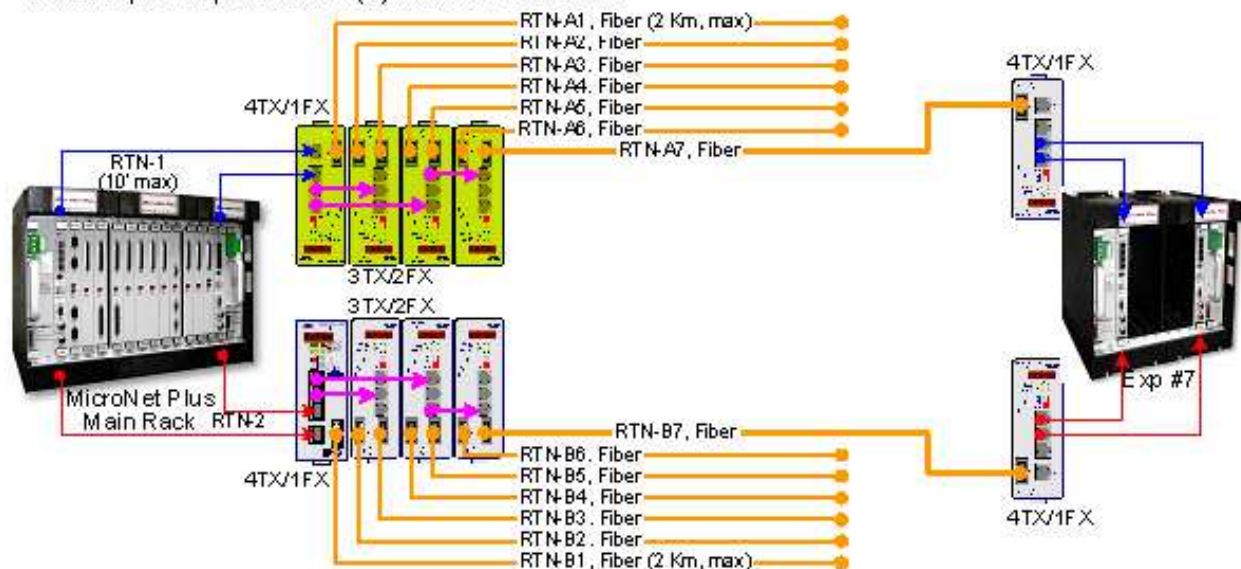 RTN-A1, Fiber (2 Km, max)
RTN-A2, Fiber
RTN-A3. Fiber
RTN-A4. Fiber
RTN-A5, Fiber
RTN-A6, Fiber
RTN-A7, Fiber
4TX/1FX
4TX/1FX
RTN-1
(10' max)
3TX/2FX
3TX/2FX
MicroNet Plus
Main Rack
RTN-2
Exp #7
4TX/1FX
4TX/1FX
RTN-B7, Fiber
RTN-B6. Fiber
RTN-B5, Fiber
RTN-B4, Fiber
RTN-B3. Fiber
RTN-B2, Fiber
RTN-B1, Fiber (2 Km, max)